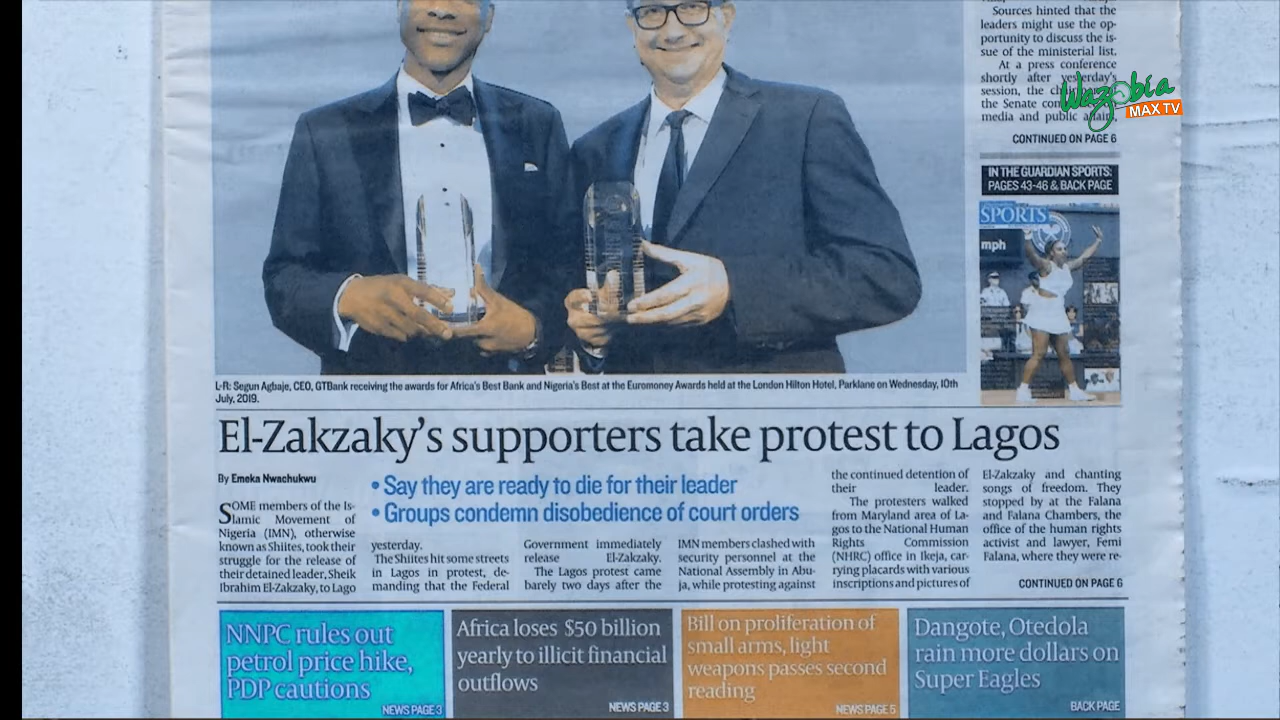 Sources hinted that the
leaders might use the op-
portunity to discuss the is-
sue of the ministerial list.
At a press conference
shortly after yesterday's
session, the
the Senate
media and public affairs,
CONTINUED ON PAGE 6
Wazobia
MAX TV
IN THE GUARDIAN SPORTS:
PAGES 43-46 & BACK PAGE
SPORTS
mph
L-R: Segun Agbaje, CEO, GTBank receiving the awards for Africa's Best Bank and Nigeria's Best at the Euromoney Awards held at the London Hilton Hotel, Parklane on Wednesday, 10th
July, 2019.
El-Zakzaky's supporters take protest to Lagos
By Emeka Nwachukwu
• Say they are ready to die for their leader
• Groups condemn disobedience of court orders
SOME members of the Is-
lamic Movement of
Nigeria (IMN), otherwise
known as Shiites, took their
struggle for the release of
their detained leader, Sheik
Ibrahim El-Zakzaky, to Lago
yesterday.
The Shiites hit some streets
in Lagos in protest, de-
manding that the Federal
Government immediately
release El-Zakzaky.
The Lagos protest came
barely two days after the
IMN members clashed with
security personnel at the
National Assembly in Abu-
ja, while protesting against
the continued detention of
their leader.
The protesters walked
from Maryland area of La-
gos to the National Human
Rights Commission
(NHRC) office in Ikeja, car-
rying placards with various
inscriptions and pictures of
El-Zakzaky and chanting
songs of freedom. They
stopped by at the Falana
and Falana Chambers, the
office of the human rights
activist and lawyer, Femi
Falana, where they were re-
CONTINUED ON PAGE 6
NNPC rules out
petrol price hike,
PDP cautions
NEWS PAGE 3
Africa loses $50 billion
yearly to illicit financial
outflows
NEWS PAGE 3
Bill on proliferation of
small arms, light
weapons passes second
reading
NEWS PAGE 5
Dangote, Otedola
rain more dollars on
Super Eagles
BACK PAGE